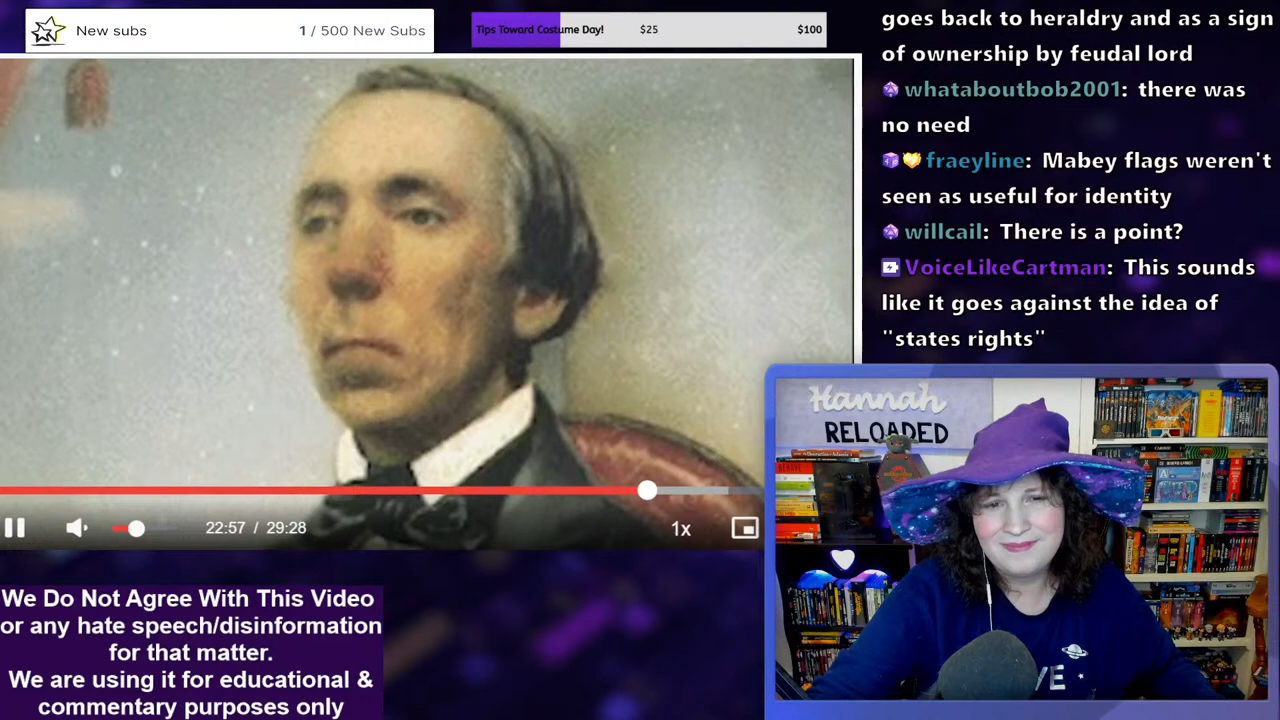 New subs
1 / 500 New Subs
Tips Toward Costume Day!
$25
$100
goes back to heraldry and as a sign
of ownership by feudal lord
whataboutbob2001: there was
no need
fraeyline: Mabey flags weren't
seen as useful for identity
willcail: There is a point?
VoiceLikeCartman: This sounds
like it goes against the idea of
"states rights"
22:57 / 29:28
1x
Hannah
RELOADED
We Do Not Agree With This Video
or any hate speech/disinformation
for that matter.
We are using it for educational &
commentary purposes only